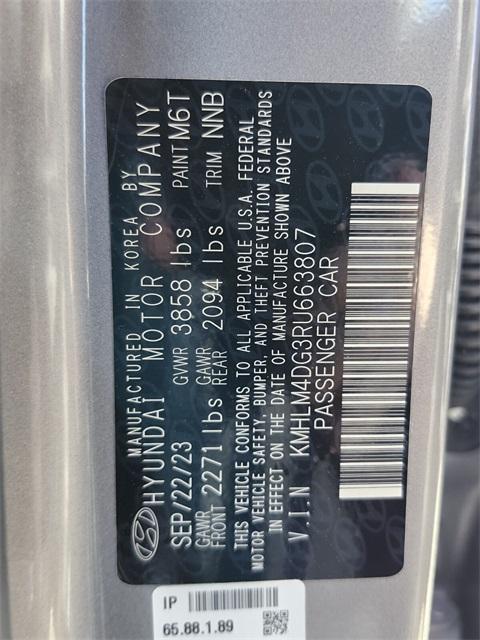 MANUFACTURED IN KOREA BY
HYUNDAI MOTOR COMPANY
SEP/22/23 GVWR 3858 lbs PAINT M6T
GAWR FRONT 2271 lbs GAWR REAR 2094 lbs TRIM NNB
THIS VEHICLE CONFORMS TO ALL APPLICABLE U.S.A. FEDERAL
MOTOR VEHICLE SAFETY, BUMPER, AND THEFT PREVENTION STANDARDS
IN EFFECT ON THE DATE OF MANUFACTURE SHOWN ABOVE
V.I.N KMHLM4DG3RU663807
PASSENGER CAR
IP
65.88.1.89